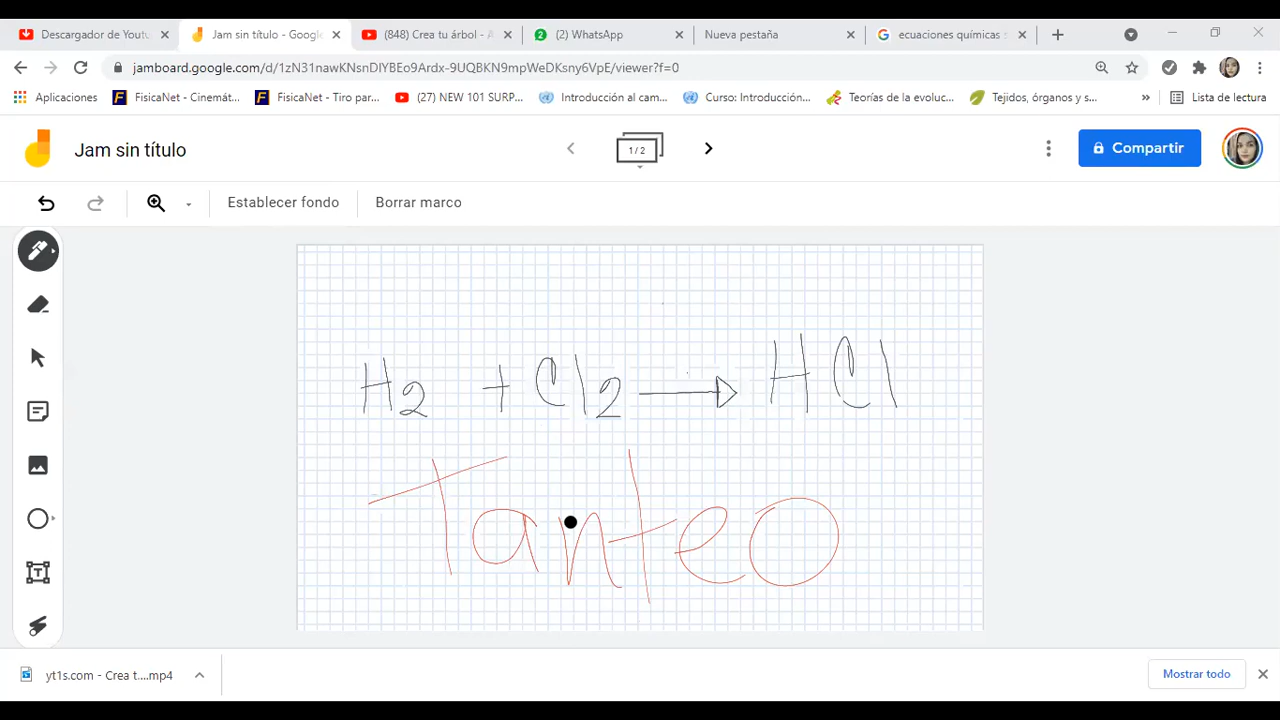 Descargador de Youtu
Jam sin título - Google
(848) Crea tu árbol - A
(2) WhatsApp
Nueva pestaña
ecuaciones químicas s
jamboard.google.com/d/1zN31nawKNsnDIYBEo9Ardx-9UQBKN9mpWeDKsny6VpE/viewer?f=0
Aplicaciones
FisicaNet - Cinemát...
FisicaNet - Tiro par...
(27) NEW 101 SURP...
Introducción al cam...
Curso: Introducción...
Teorías de la evoluc...
Tejidos, órganos y s...
»
Lista de lectura
Jam sin título
1 / 2
Compartir
Establecer fondo
Borrar marco
H2 + Cl2 → HCl
Tanteo
yt1s.com - Crea t....mp4
Mostrar todo